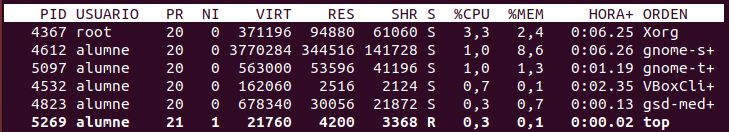 PID USUARIO PR NI VIRT RES SHR S %CPU %MEM HORA+ ORDEN
4367 root 20 0 371196 94880 61060 S 3,3 2,4 0:06.25 Xorg
4612 alumne 20 0 3770284 344516 141728 S 1,0 8,6 0:06.26 gnome-s+
5097 alumne 20 0 563000 53596 41196 S 1,0 1,3 0:01.19 gnome-t+
4532 alumne 20 0 162060 2516 2124 S 0,7 0,1 0:02.35 VBoxCli+
4823 alumne 20 0 678340 30056 21872 S 0,3 0,7 0:00.13 gsd-med+
5269 alumne 21 1 21760 4200 3368 R 0,3 0,1 0:00.02 top